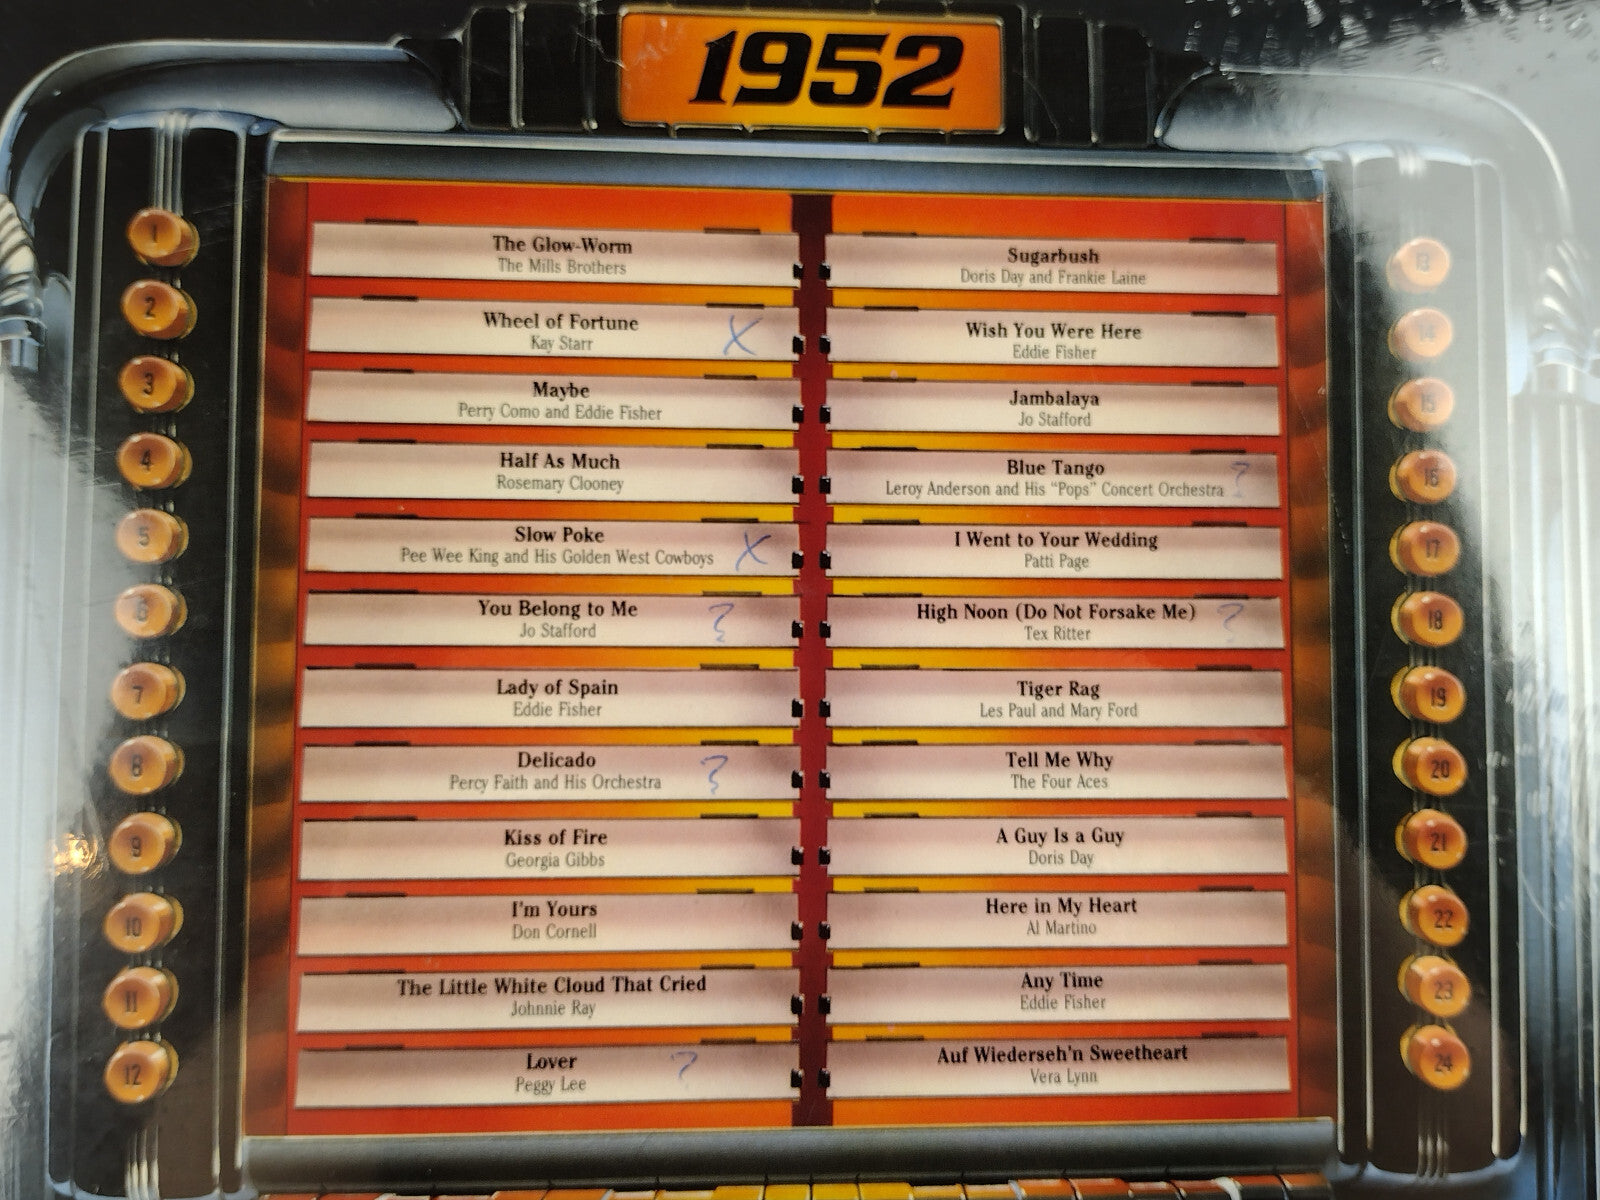 1952
1
The Glow-Worm
The Mills Brothers
2
Wheel of Fortune
Kay Starr
X
3
Maybe
Perry Como and Eddie Fisher
4
Half As Much
Rosemary Clooney
5
Slow Poke
Pee Wee King and His Golden West Cowboys
X
6
You Belong to Me
Jo Stafford
?
7
Lady of Spain
Eddie Fisher
8
Delicado
Percy Faith and His Orchestra
?
9
Kiss of Fire
Georgia Gibbs
10
I'm Yours
Don Cornell
11
The Little White Cloud That Cried
Johnnie Ray
12
Lover
Peggy Lee
?
13
Sugarbush
Doris Day and Frankie Laine
14
Wish You Were Here
Eddie Fisher
15
Jambalaya
Jo Stafford
16
Blue Tango
Leroy Anderson and His "Pops" Concert Orchestra
?
17
I Went to Your Wedding
Patti Page
18
High Noon (Do Not Forsake Me)
Tex Ritter
?
19
Tiger Rag
Les Paul and Mary Ford
20
Tell Me Why
The Four Aces
21
A Guy Is a Guy
Doris Day
22
Here in My Heart
Al Martino
23
Any Time
Eddie Fisher
24
Auf Wiederseh'n Sweetheart
Vera Lynn